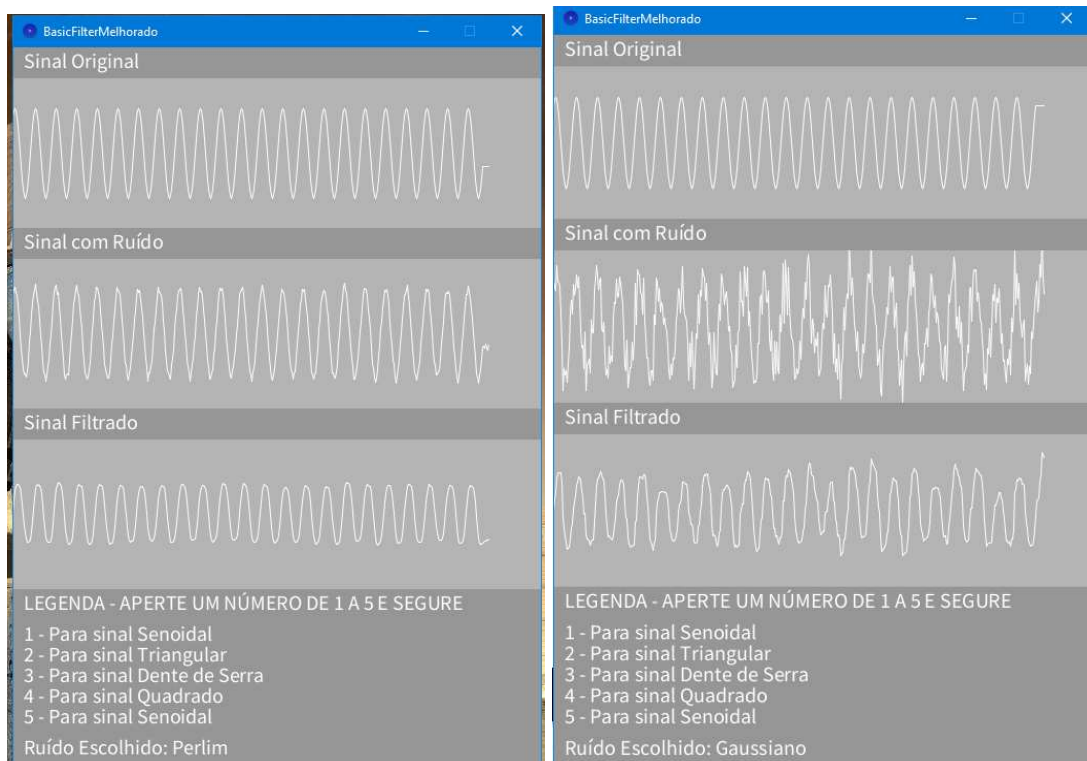 BasicFilterMelhorado
Sinal Original
Sinal com Ruído
Sinal Filtrado
LEGENDA - APERTE UM NÚMERO DE 1 A 5 E SEGURE
1 - Para sinal Senoidal
2 - Para sinal Triangular
3 - Para sinal Dente de Serra
4 - Para sinal Quadrado
5 - Para sinal Senoidal
Ruído Escolhido: Perlim
BasicFilterMelhorado
Sinal Original
Sinal com Ruído
Sinal Filtrado
LEGENDA - APERTE UM NÚMERO DE 1 A 5 E SEGURE
1 - Para sinal Senoidal
2 - Para sinal Triangular
3 - Para sinal Dente de Serra
4 - Para sinal Quadrado
5 - Para sinal Senoidal
Ruído Escolhido: Gaussiano